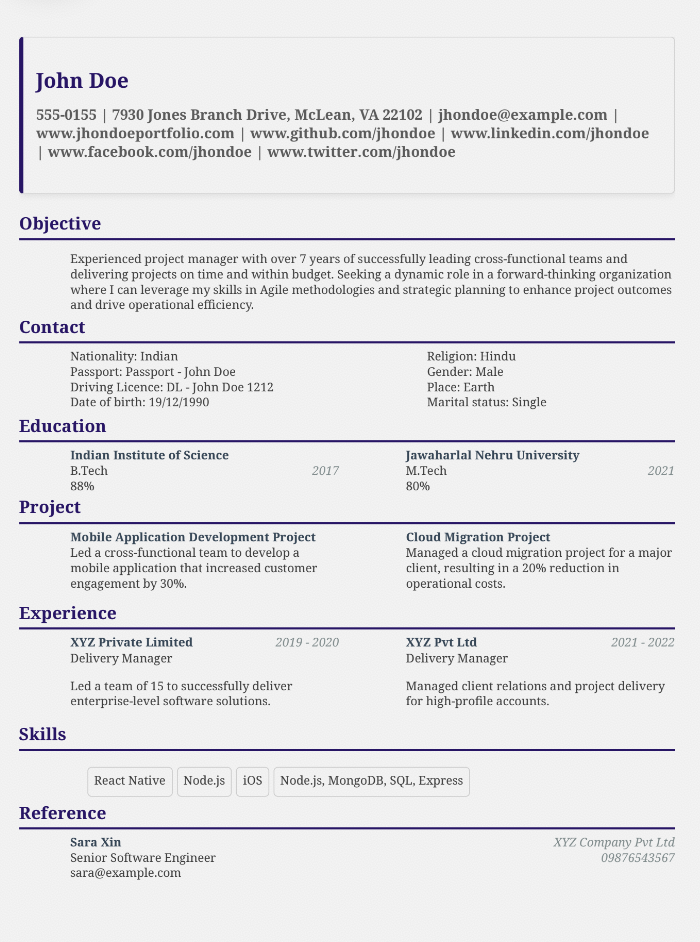 John Doe
555-0155 | 7930 Jones Branch Drive, McLean, VA 22102 | jhondoe@example.com |
www.jhondoeportfolio.com | www.github.com/jhondoe | www.linkedin.com/jhondoe
| www.facebook.com/jhondoe | www.twitter.com/jhondoe
Objective
Experienced project manager with over 7 years of successfully leading cross-functional teams and
delivering projects on time and within budget. Seeking a dynamic role in a forward-thinking organization
where I can leverage my skills in Agile methodologies and strategic planning to enhance project outcomes
and drive operational efficiency.
Contact
Nationality: Indian
Passport: Passport - John Doe
Driving Licence: DL - John Doe 1212
Date of birth: 19/12/1990
Religion: Hindu
Gender: Male
Place: Earth
Marital status: Single
Education
Indian Institute of Science
B.Tech 2017
88%
Jawaharlal Nehru University
M.Tech 2021
80%
Project
Mobile Application Development Project
Led a cross-functional team to develop a
mobile application that increased customer
engagement by 30%.
Cloud Migration Project
Managed a cloud migration project for a major
client, resulting in a 20% reduction in
operational costs.
Experience
XYZ Private Limited 2019 - 2020
Delivery Manager
Led a team of 15 to successfully deliver
enterprise-level software solutions.
XYZ Pvt Ltd 2021 - 2022
Delivery Manager
Managed client relations and project delivery
for high-profile accounts.
Skills
React Native Node.js iOS Node.js, MongoDB, SQL, Express
Reference
Sara Xin XYZ Company Pvt Ltd
Senior Software Engineer 09876543567
sara@example.com